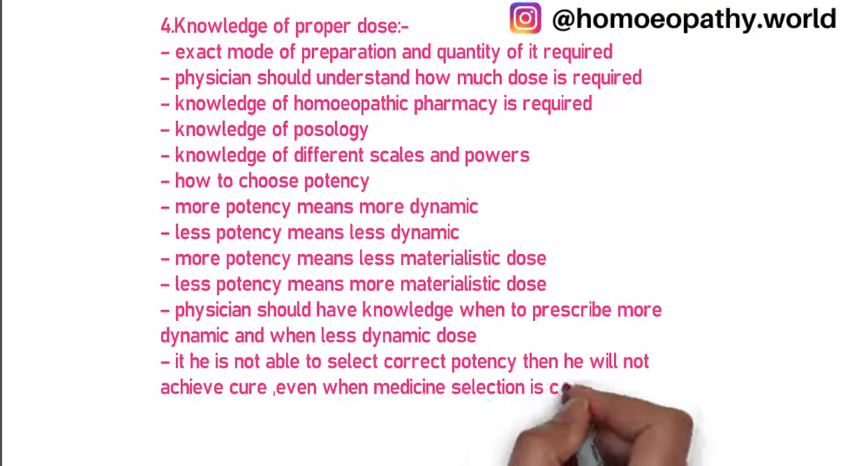 @homoeopathy.world
4.Knowledge of proper dose:-
- exact mode of preparation and quantity of it required
- physician should understand how much dose is required
- knowledge of homoeopathic pharmacy is required
- knowledge of posology
- knowledge of different scales and powers
- how to choose potency
- more potency means more dynamic
- less potency means less dynamic
- more potency means less materialistic dose
- less potency means more materialistic dose
- physician should have knowledge when to prescribe more
dynamic and when less dynamic dose
- it he is not able to select correct potency then he will not
achieve cure ,even when medicine selection is c